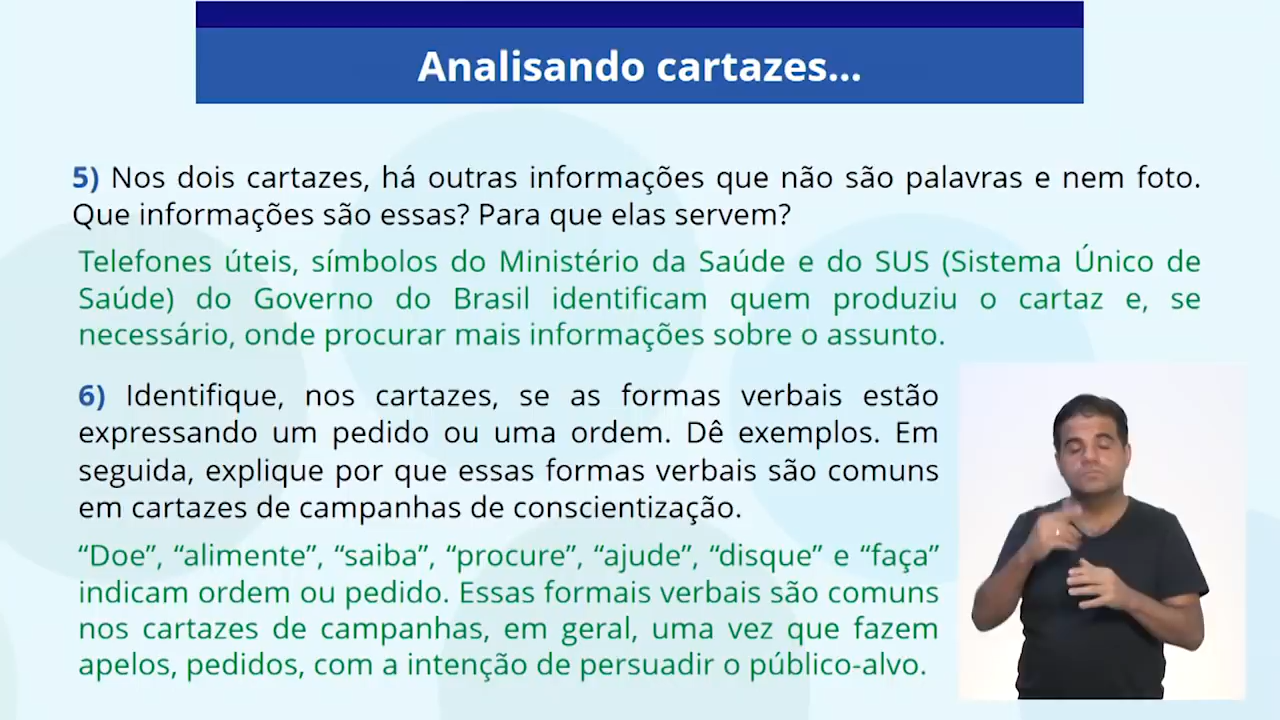 Analisando cartazes...
5) Nos dois cartazes, há outras informações que não são palavras e nem foto.
Que informações são essas? Para que elas servem?
Telefones úteis, símbolos do Ministério da Saúde e do SUS (Sistema Único de
Saúde) do Governo do Brasil identificam quem produziu o cartaz e, se
necessário, onde procurar mais informações sobre o assunto.
6) Identifique, nos cartazes, se as formas verbais estão
expressando um pedido ou uma ordem. Dê exemplos. Em
seguida, explique por que essas formas verbais são comuns
em cartazes de campanhas de conscientização.
“Doe”, “alimente”, “saiba”, “procure”, “ajude”, “disque” e “faça”
indicam ordem ou pedido. Essas formais verbais são comuns
nos cartazes de campanhas, em geral, uma vez que fazem
apelos, pedidos, com a intenção de persuadir o público-alvo.